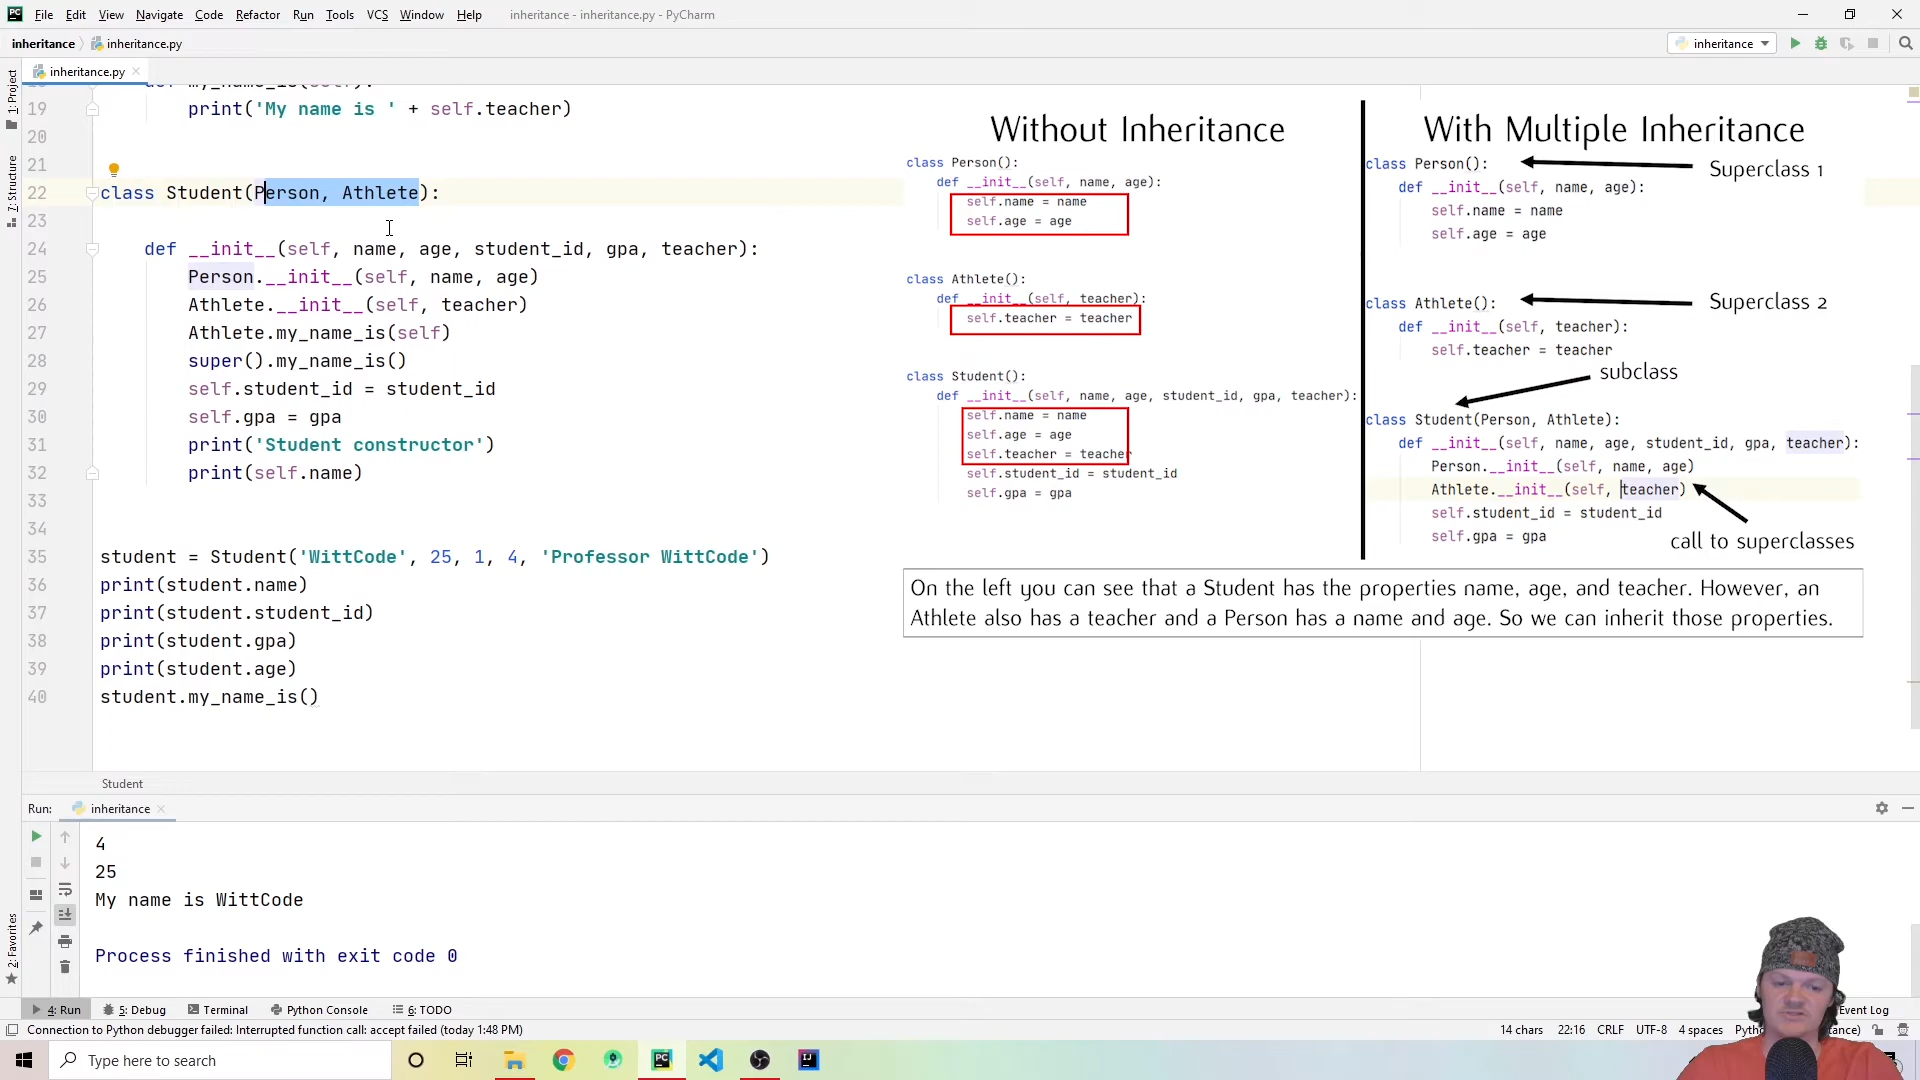 File Edit View Navigate Code Refactor Run Tools VCS Window Help inheritance - inheritance.py - PyCharm
inheritance inheritance.py
inheritance
inheritance.py
1: Project
7: Structure
2: Favorites
19 print('My name is ' + self.teacher)
20
21
22 class Student(Person, Athlete):
23
24 def __init__(self, name, age, student_id, gpa, teacher):
25 Person.__init__(self, name, age)
26 Athlete.__init__(self, teacher)
27 Athlete.my_name_is(self)
28 super().my_name_is()
29 self.student_id = student_id
30 self.gpa = gpa
31 print('Student constructor')
32 print(self.name)
33
34
35 student = Student('WittCode', 25, 1, 4, 'Professor WittCode')
36 print(student.name)
37 print(student.student_id)
38 print(student.gpa)
39 print(student.age)
40 student.my_name_is()
Student
Without Inheritance
class Person():
def __init__(self, name, age):
self.name = name
self.age = age
class Athlete():
def __init__(self, teacher):
self.teacher = teacher
class Student():
def __init__(self, name, age, student_id, gpa, teacher):
self.name = name
self.age = age
self.teacher = teacher
self.student_id = student_id
self.gpa = gpa
With Multiple Inheritance
class Person():
Superclass 1
def __init__(self, name, age):
self.name = name
self.age = age
class Athlete():
Superclass 2
def __init__(self, teacher):
self.teacher = teacher
subclass
class Student(Person, Athlete):
def __init__(self, name, age, student_id, gpa, teacher):
Person.__init__(self, name, age)
Athlete.__init__(self, teacher)
self.student_id = student_id
self.gpa = gpa
call to superclasses
On the left you can see that a Student has the properties name, age, and teacher. However, an
Athlete also has a teacher and a Person has a name and age. So we can inherit those properties.
Run: inheritance
4
25
My name is WittCode
Process finished with exit code 0
4: Run 5: Debug Terminal Python Console 6: TODO Event Log
Connection to Python debugger failed: Interrupted function call: accept failed (today 1:48 PM) 14 chars 22:16 CRLF UTF-8 4 spaces
Type here to search